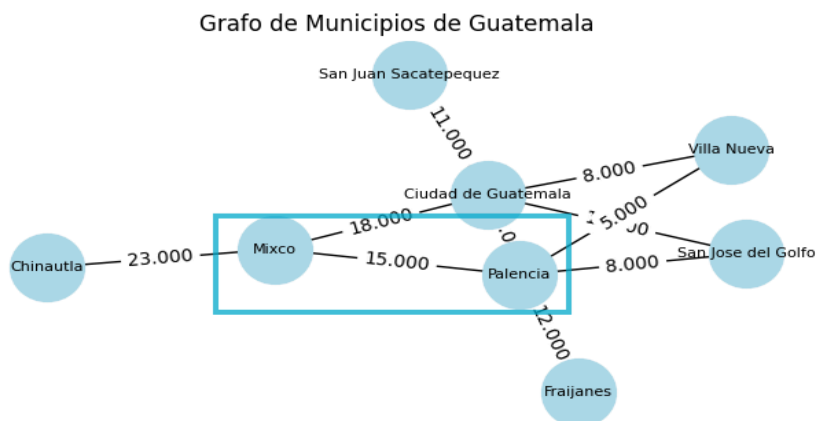 Grafo de Municipios de Guatemala
San Juan Sacatepequez
11.000
Villa Nueva
8.000
Ciudad de Guatemala
5.000
18.000
Mixco
San Jose del Golfo
23.000
15.000
8.000
Chinautla
Palencia
12.000
Fraijanes